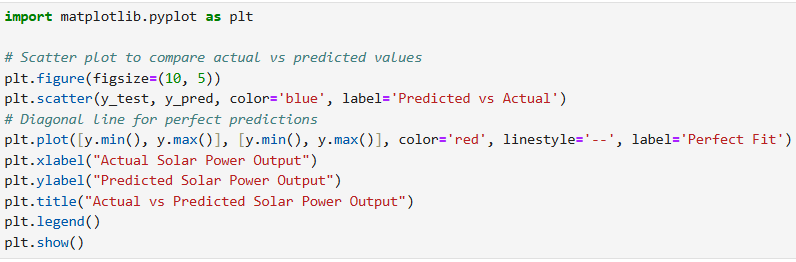 import matplotlib.pyplot as plt
# Scatter plot to compare actual vs predicted values
plt.figure(figsize=(10, 5))
plt.scatter(y_test, y_pred, color='blue', label='Predicted vs Actual')
# Diagonal line for perfect predictions
plt.plot([y.min(), y.max()], [y.min(), y.max()], color='red', linestyle='--', label='Perfect Fit')
plt.xlabel("Actual Solar Power Output")
plt.ylabel("Predicted Solar Power Output")
plt.title("Actual vs Predicted Solar Power Output")
plt.legend()
plt.show()